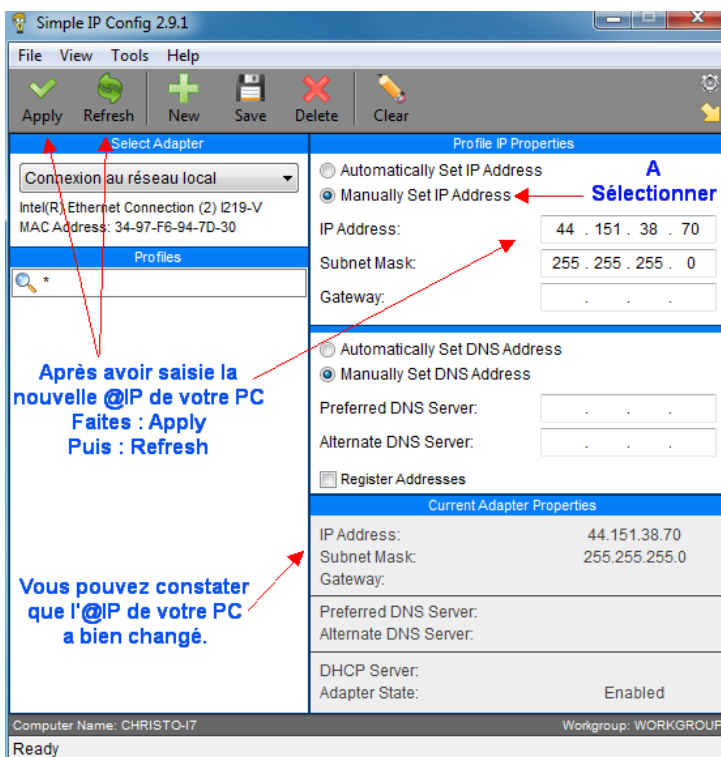 Simple IP Config 2.9.1
File View Tools Help
Apply Refresh New Save Delete Clear
Select Adapter
Connexion au réseau local
Intel(R) Ethernet Connection (2) I219-V
MAC Address: 34-97-F6-94-7D-30
Profiles
*
Après avoir saisie la
nouvelle @IP de votre PC
Faites : Apply
Puis : Refresh
Vous pouvez constater
que l'@IP de votre PC
a bien changé.
Profile IP Properties
Automatically Set IP Address
Manually Set IP Address
A
Sélectionner
IP Address: 44 . 151 . 38 . 70
Subnet Mask: 255 . 255 . 255 . 0
Gateway: . . .
Automatically Set DNS Address
Manually Set DNS Address
Preferred DNS Server: . . .
Alternate DNS Server: . . .
Register Addresses
Current Adapter Properties
IP Address: 44.151.38.70
Subnet Mask: 255.255.255.0
Gateway:
Preferred DNS Server:
Alternate DNS Server:
DHCP Server:
Adapter State: Enabled
Computer Name: CHRISTO-I7 Workgroup: WORKGROUP
Ready